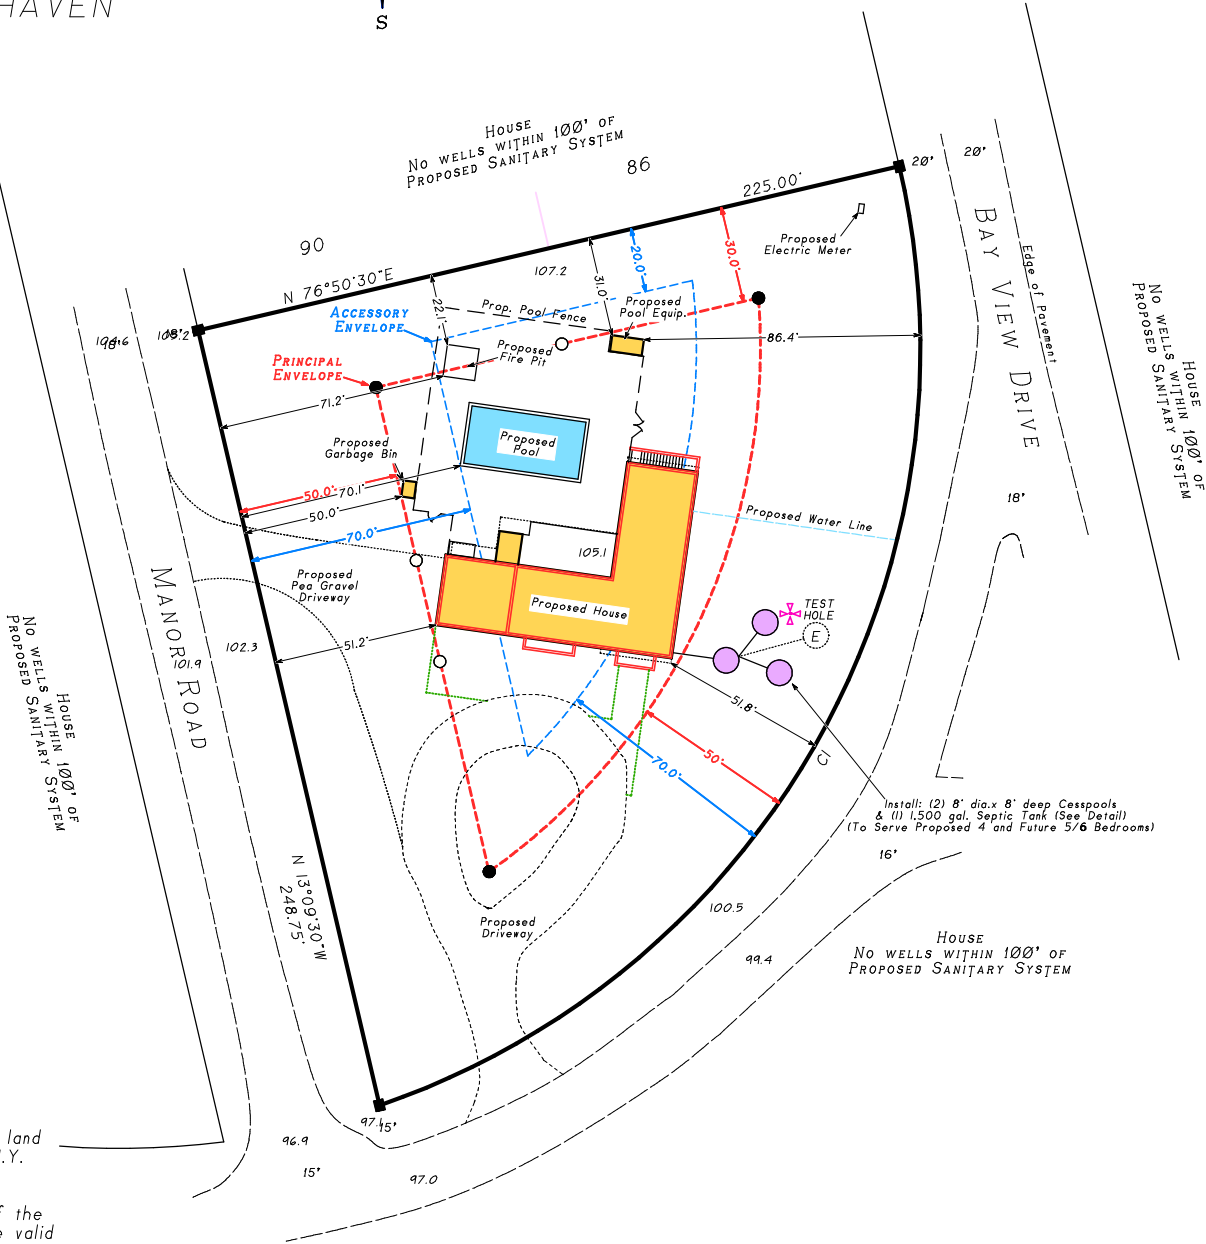 HAVEN
S
House
No wells within 100' of
Proposed Sanitary System
86
225.00'
20'
20'
90
N 76°50'30"E
107.2
31.0'
20.0'
30.0'
Proposed
Electric Meter
BAY VIEW DRIVE
Edge of Pavement
House
No wells within 100' of
Proposed Sanitary System
22.1'
Prop. Pool Fence
Proposed
Pool Equip.
Accessory
Envelope
Principal
Envelope
Proposed
Fire Pit
86.4'
71.2'
Proposed
Garbage Bin
Proposed
Pool
50.0'
70.1'
50.0'
70.0'
18'
Proposed Water Line
105.1
Proposed
Pea Gravel
Driveway
Proposed House
TEST
HOLE
E
MANOR ROAD
102.3
101.9
51.2'
51.8'
House
No wells within 100' of
Proposed Sanitary System
50'
70.0'
Install: (2) 8' dia.x 8' deep Cesspools
& (1) 1,500 gal. Septic Tank (See Detail)
(To Serve Proposed 4 and Future 5/6 Bedrooms)
16'
N 13°09'30"W
248.75'
Proposed
Driveway
100.5
99.4
House
No wells within 100' of
Proposed Sanitary System
97.1
15'
96.9
15'
97.0
land
.Y.
f the
e valid